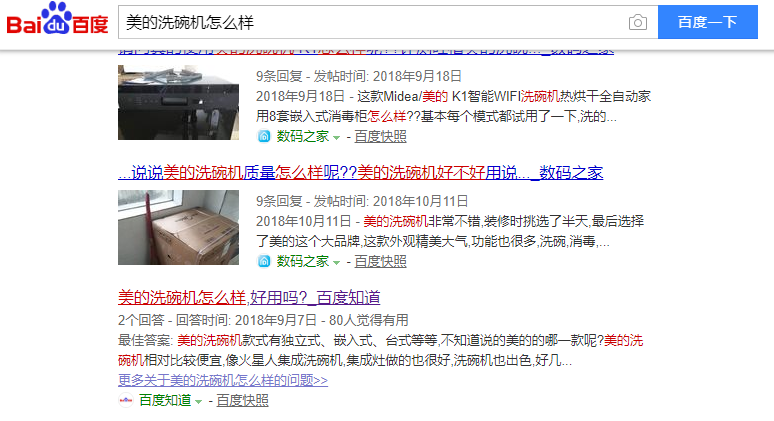 Bai du 百度
美的洗碗机怎么样
百度一下
9条回复 - 发帖时间: 2018年9月18日
2018年9月18日 - 这款Midea/美的 K1智能WIFI洗碗机热烘干全自动家
用8套嵌入式消毒柜怎么样??基本每个模式都试用了一下,洗的...
数码之家 - 百度快照
...说说美的洗碗机质量怎么样呢??美的洗碗机好不好用说..._数码之家
9条回复 - 发帖时间: 2018年10月11日
2018年10月11日 - 美的洗碗机非常不错,装修时挑选了半天,最后选择
了美的这个大品牌,这款外观精美大气,功能也很多,洗碗,消毒,...
数码之家 - 百度快照
美的洗碗机怎么样,好用吗?_百度知道
2个回答 - 回答时间: 2018年9月7日 - 80人觉得有用
最佳答案: 美的洗碗机款式有独立式、嵌入式、台式等等,不知道说的美的的哪一款呢?美的洗
碗机相对比较便宜,像火星人集成洗碗机,集成灶做的也很好,洗碗机也出色,好几...
更多关于美的洗碗机怎么样的问题>>
百度知道 - 百度快照